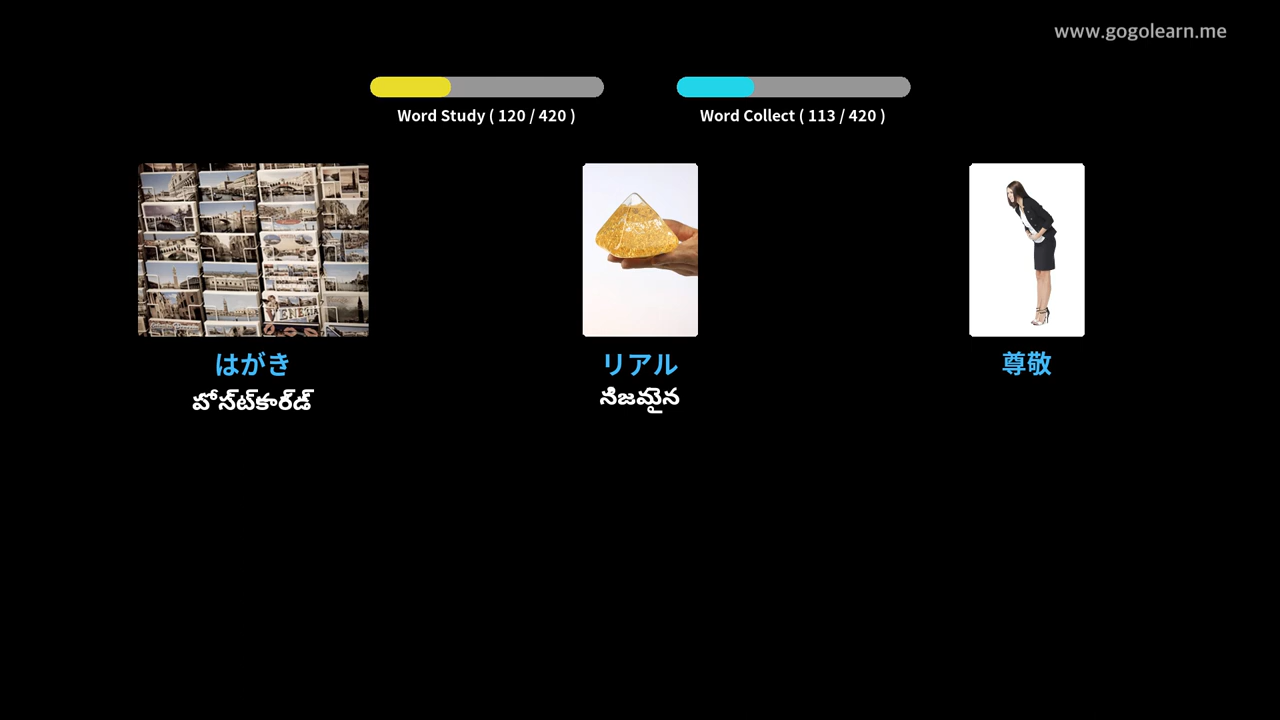 www.gogolearn.me
Word Study ( 120 / 420 )
Word Collect ( 113 / 420 )
はがき
リアル
尊敬
పోస్ట్‌కార్డ్
నిజమైన
VENEZIA